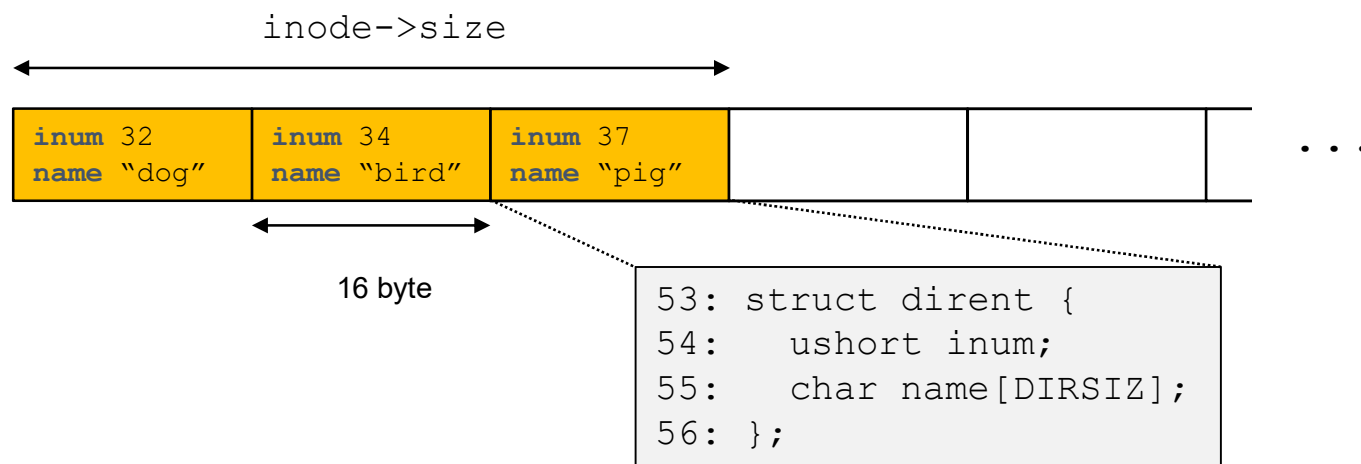 inode->size
inum 32
name “dog”
inum 34
name “bird”
inum 37
name “pig”
...
16 byte
53: struct dirent {
54:   ushort inum;
55:   char name[DIRSIZ];
56: };